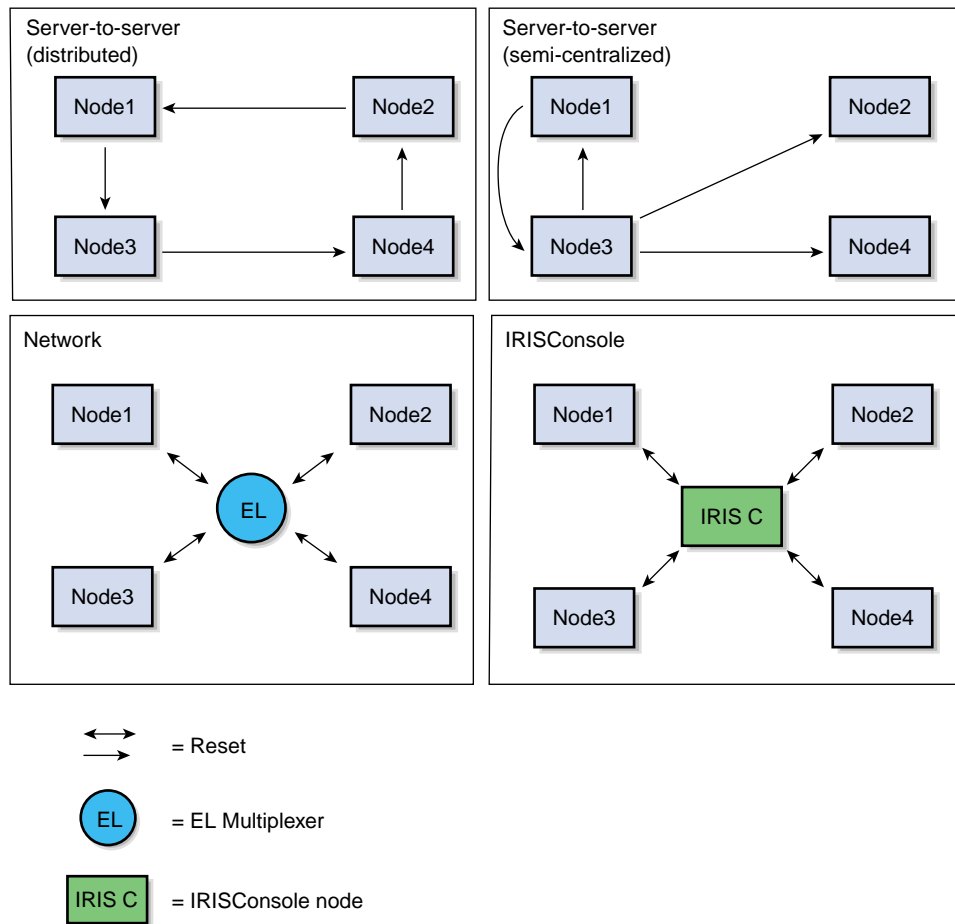 Server-to-server
(distributed)
Node1
Node2
Node3
Node4
Server-to-server
(semi-centralized)
Node1
Node2
Node3
Node4
Network
Node1
Node2
EL
Node3
Node4
IRISConsole
Node1
Node2
IRIS C
Node3
Node4
= Reset
EL
= EL Multiplexer
IRIS C
= IRISConsole node